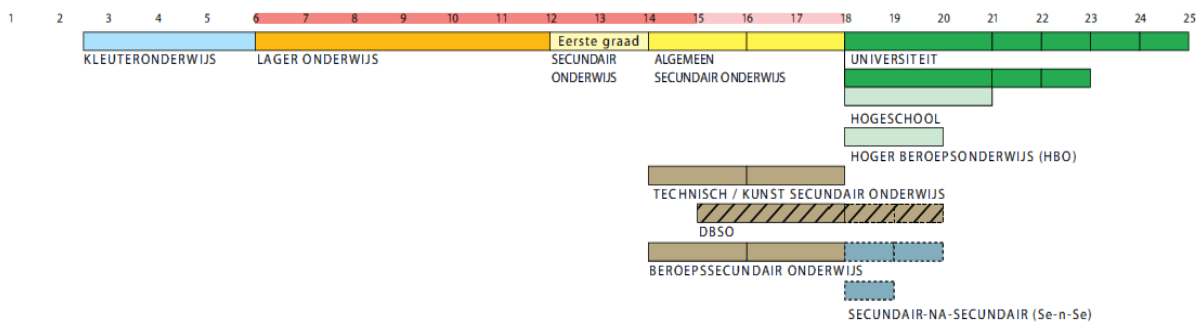 1 2 3 4 5 6 7 8 9 10 11 12 13 14 15 16 17 18 19 20 21 22 23 24 25
Eerste graad
KLEUTERONDERWIJS LAGER ONDERWIJS SECUNDAIR ALGEMEEN UNIVERSITEIT
ONDERWIJS SECUNDAIR ONDERWIJS
HOGESCHOOL
HOGER BEROEPSONDERWIJS (HBO)
TECHNISCH / KUNST SECUNDAIR ONDERWIJS
DBSO
BEROEPSSECUNDAIR ONDERWIJS
SECUNDAIR-NA-SECUNDAIR (Se-n-Se)